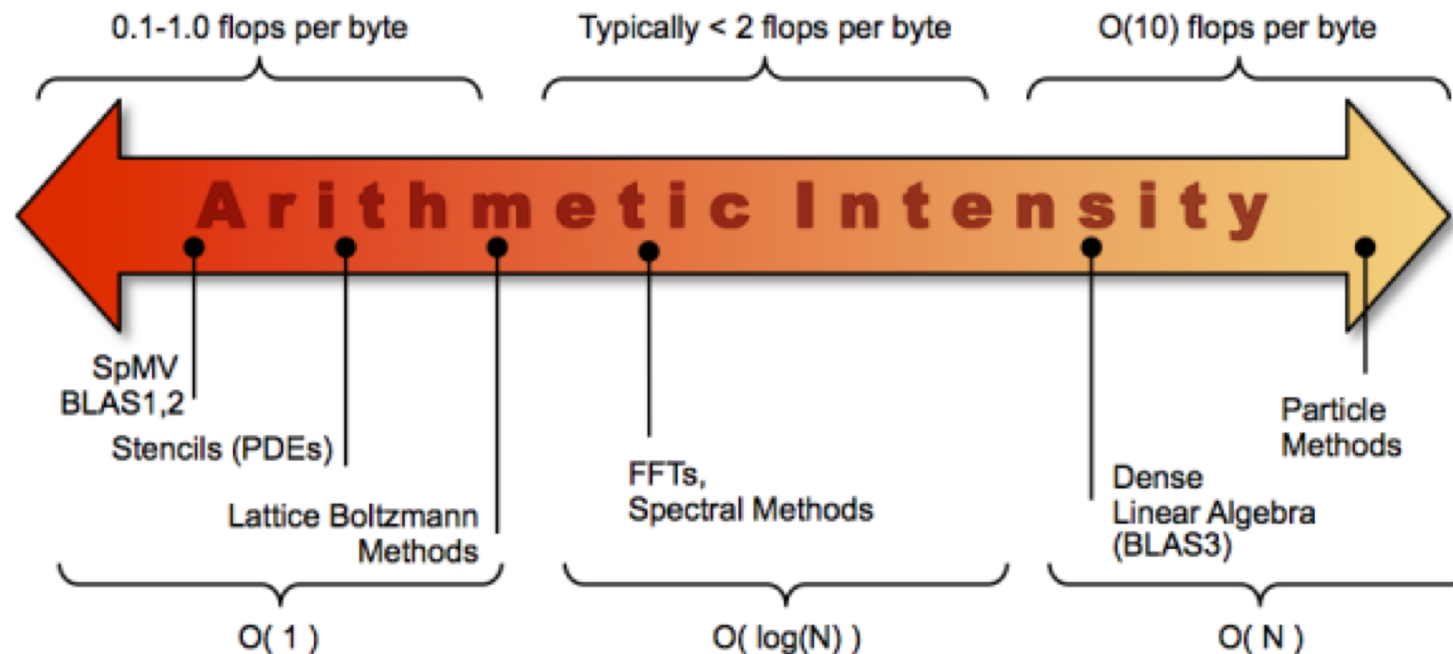 0.1-1.0 flops per byte
Typically < 2 flops per byte
O(10) flops per byte
Arithmetic Intensity
SpMV
BLAS1,2
Stencils (PDEs)
Lattice Boltzmann
Methods
FFTs,
Spectral Methods
Dense
Linear Algebra
(BLAS3)
Particle
Methods
O( 1 )
O( log(N) )
O( N )